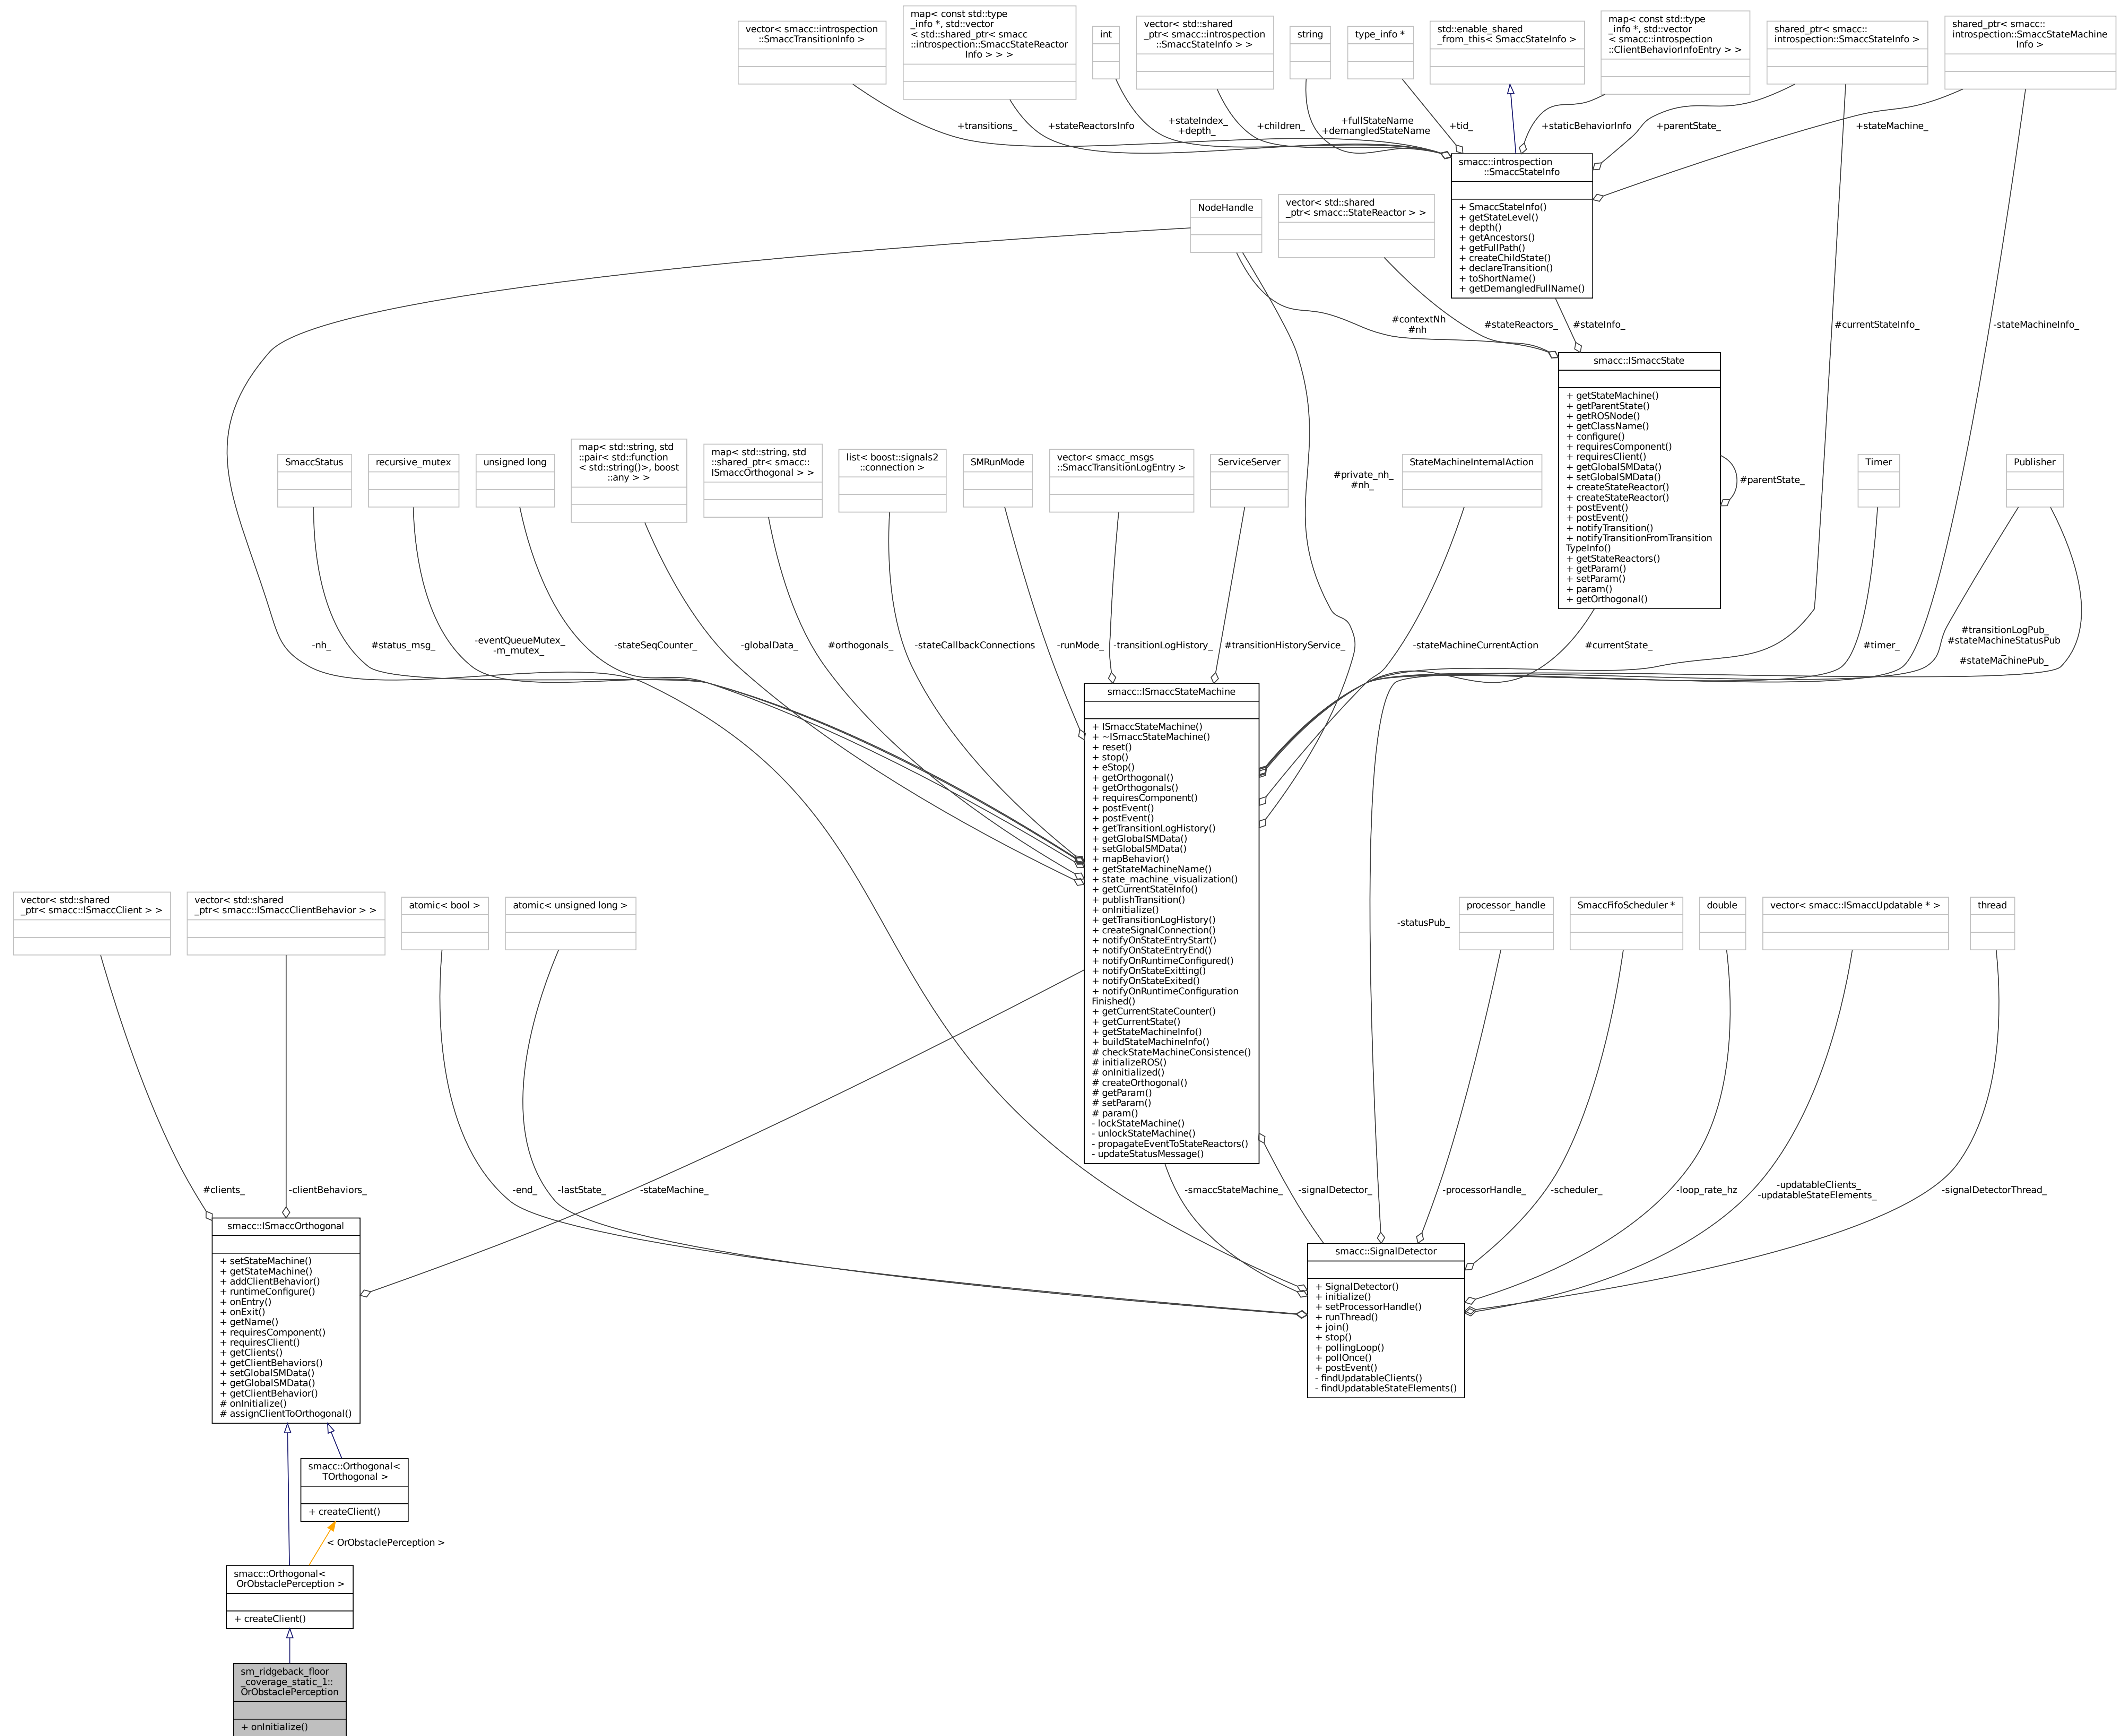 vector< smacc::introspection
::SmaccTransitionInfo >
map< const std::type
_info *, std::vector
< std::shared_ptr< smacc
::introspection::SmaccStateReactor
Info > > >
int
vector< std::shared
_ptr< smacc::introspection
::SmaccStateInfo > >
string
type_info *
std::enable_shared
_from_this< SmaccStateInfo >
map< const std::type
_info *, std::vector
< smacc::introspection
::ClientBehaviorInfoEntry > >
shared_ptr< smacc::
introspection::SmaccStateInfo >
shared_ptr< smacc::
introspection::SmaccStateMachine
Info >
+transitions_
+stateReactorsInfo
+stateIndex_
+depth_
+children_
+fullStateName
+demangledStateName
+tid_
+staticBehaviorInfo
+parentState_
+stateMachine_
smacc::introspection
::SmaccStateInfo
+ SmaccStateInfo()
+ getStateLevel()
+ depth()
+ getAncestors()
+ getFullPath()
+ createChildState()
+ declareTransition()
+ toShortName()
+ getDemangledFullName()
NodeHandle
vector< std::shared
_ptr< smacc::StateReactor > >
#contextNh
#nh
#stateReactors_
#stateInfo_
#currentStateInfo_
-stateMachineInfo_
smacc::ISmaccState
+ getStateMachine()
+ getParentState()
+ getROSNode()
+ getClassName()
+ configure()
+ requiresComponent()
+ requiresClient()
+ getGlobalSMData()
+ setGlobalSMData()
+ createStateReactor()
+ createStateReactor()
+ postEvent()
+ postEvent()
+ notifyTransition()
+ notifyTransitionFromTransition
TypeInfo()
+ getStateReactors()
+ getParam()
+ setParam()
+ param()
+ getOrthogonal()
#parentState_
SmaccStatus
recursive_mutex
unsigned long
map< std::string, std
::pair< std::function
< std::string()>, boost
::any > >
map< std::string, std
::shared_ptr< smacc::
ISmaccOrthogonal > >
list< boost::signals2
::connection >
SMRunMode
vector< smacc_msgs
::SmaccTransitionLogEntry >
ServiceServer
#private_nh_
#nh_
StateMachineInternalAction
Timer
Publisher
-nh_
#status_msg_
-eventQueueMutex_
-m_mutex_
-stateSeqCounter_
-globalData_
#orthogonals_
-stateCallbackConnections
-runMode_
-transitionLogHistory_
#transitionHistoryService_
-stateMachineCurrentAction
#currentState_
#timer_
#transitionLogPub_
#stateMachineStatusPub
_
#stateMachinePub_
smacc::ISmaccStateMachine
+ ISmaccStateMachine()
+ ~ISmaccStateMachine()
+ reset()
+ stop()
+ eStop()
+ getOrthogonal()
+ getOrthogonals()
+ requiresComponent()
+ postEvent()
+ postEvent()
+ getTransitionLogHistory()
+ getGlobalSMData()
+ setGlobalSMData()
+ mapBehavior()
+ getStateMachineName()
+ state_machine_visualization()
+ getCurrentStateInfo()
+ publishTransition()
+ onInitialize()
+ getTransitionLogHistory()
+ createSignalConnection()
+ notifyOnStateEntryStart()
+ notifyOnStateEntryEnd()
+ notifyOnRuntimeConfigured()
+ notifyOnStateExitting()
+ notifyOnStateExited()
+ notifyOnRuntimeConfiguration
Finished()
+ getCurrentStateCounter()
+ getCurrentState()
+ getStateMachineInfo()
+ buildStateMachineInfo()
# checkStateMachineConsistence()
# initializeROS()
# onInitialized()
# createOrthogonal()
# getParam()
# setParam()
# param()
- lockStateMachine()
- unlockStateMachine()
- propagateEventToStateReactors()
- updateStatusMessage()
vector< std::shared
_ptr< smacc::ISmaccClient > >
vector< std::shared
_ptr< smacc::ISmaccClientBehavior > >
atomic< bool >
atomic< unsigned long >
-statusPub_
processor_handle
SmaccFifoScheduler *
double
vector< smacc::ISmaccUpdatable * >
thread
#clients_
-clientBehaviors_
-end_
-lastState_
-stateMachine_
-smaccStateMachine_
-signalDetector_
-processorHandle_
-scheduler_
-loop_rate_hz
-updatableClients_
-updatableStateElements_
-signalDetectorThread_
smacc::ISmaccOrthogonal
+ setStateMachine()
+ getStateMachine()
+ addClientBehavior()
+ runtimeConfigure()
+ onEntry()
+ onExit()
+ getName()
+ requiresComponent()
+ requiresClient()
+ getClients()
+ getClientBehaviors()
+ setGlobalSMData()
+ getGlobalSMData()
+ getClientBehavior()
# onInitialize()
# assignClientToOrthogonal()
smacc::SignalDetector
+ SignalDetector()
+ initialize()
+ setProcessorHandle()
+ runThread()
+ join()
+ stop()
+ pollingLoop()
+ pollOnce()
+ postEvent()
- findUpdatableClients()
- findUpdatableStateElements()
smacc::Orthogonal<
TOrthogonal >
+ createClient()
< OrObstaclePerception >
smacc::Orthogonal<
OrObstaclePerception >
+ createClient()
sm_ridgeback_floor
_coverage_static_1::
OrObstaclePerception
+ onInitialize()